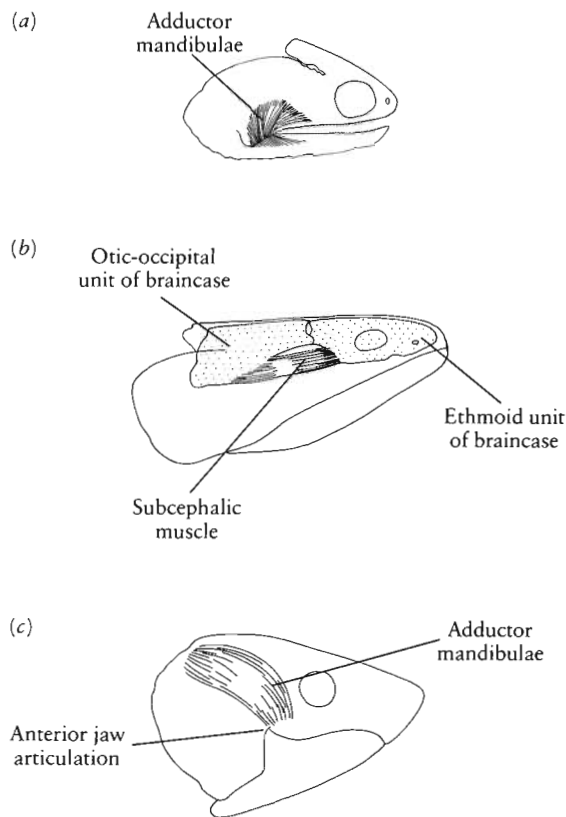 (a)
Adductor
mandibulae
(b)
Otic-occipital
unit of braincase
Ethmoid unit
of braincase
Subcephalic
muscle
(c)
Adductor
mandibulae
Anterior jaw
articulation